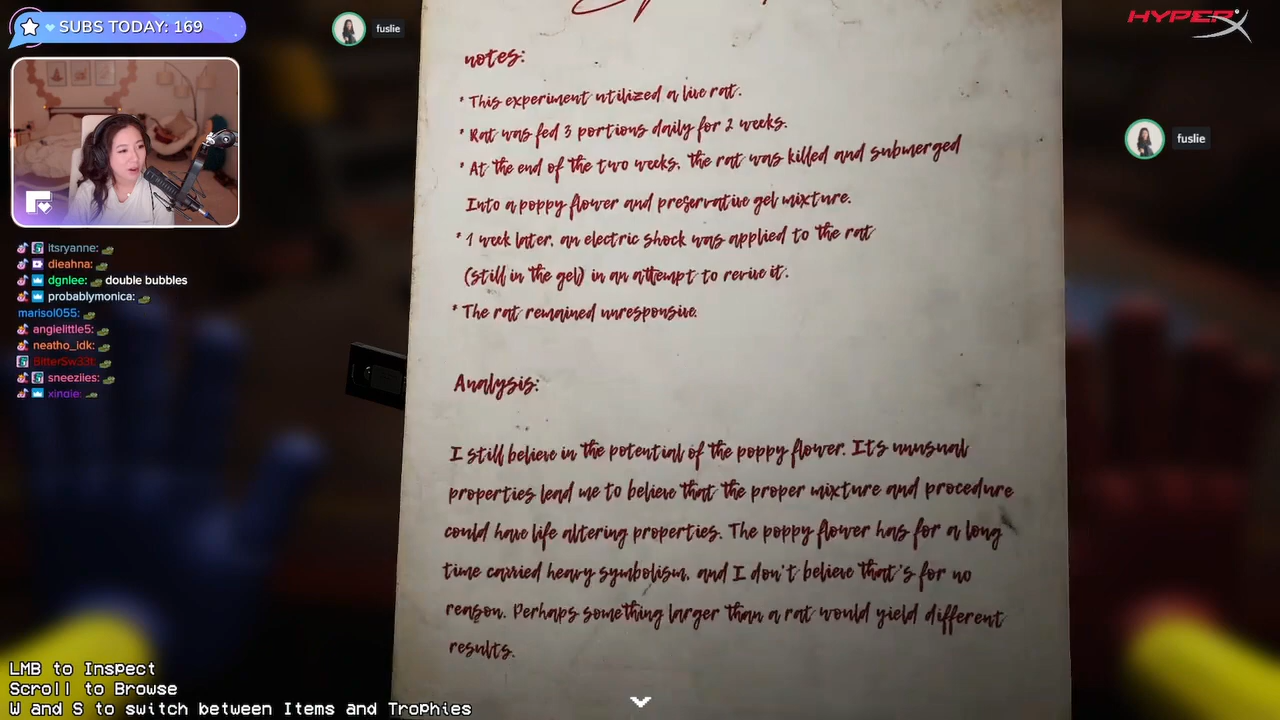 SUBS TODAY: 169
fuslie
HYPERX
fuslie
itsryanne:
dieahna:
dgnlee: double bubbles
probablymonica:
marisol055:
angielittle5:
neatho_idk:
BitterSw33t:
sneeziies:
xingie:
notes:
* This experiment utilized a live rat.
* Rat was fed 3 portions daily for 2 weeks.
* At the end of the two weeks, the rat was killed and submerged
Into a poppy flower and preservative gel mixture.
* 1 week later, an electric shock was applied to the rat
(still in the gel) in an attempt to revive it.
* The rat remained unresponsive.
Analysis:
I still believe in the potential of the poppy flower. Its unusual
properties lead me to believe that the proper mixture and procedure
could have life altering properties. The poppy flower has for a long
time carried heavy symbolism, and I don't believe that's for no
reason. Perhaps something larger than a rat would yield different
results.
LMB to Inspect
Scroll to Browse
W and S to switch between Items and Trophies